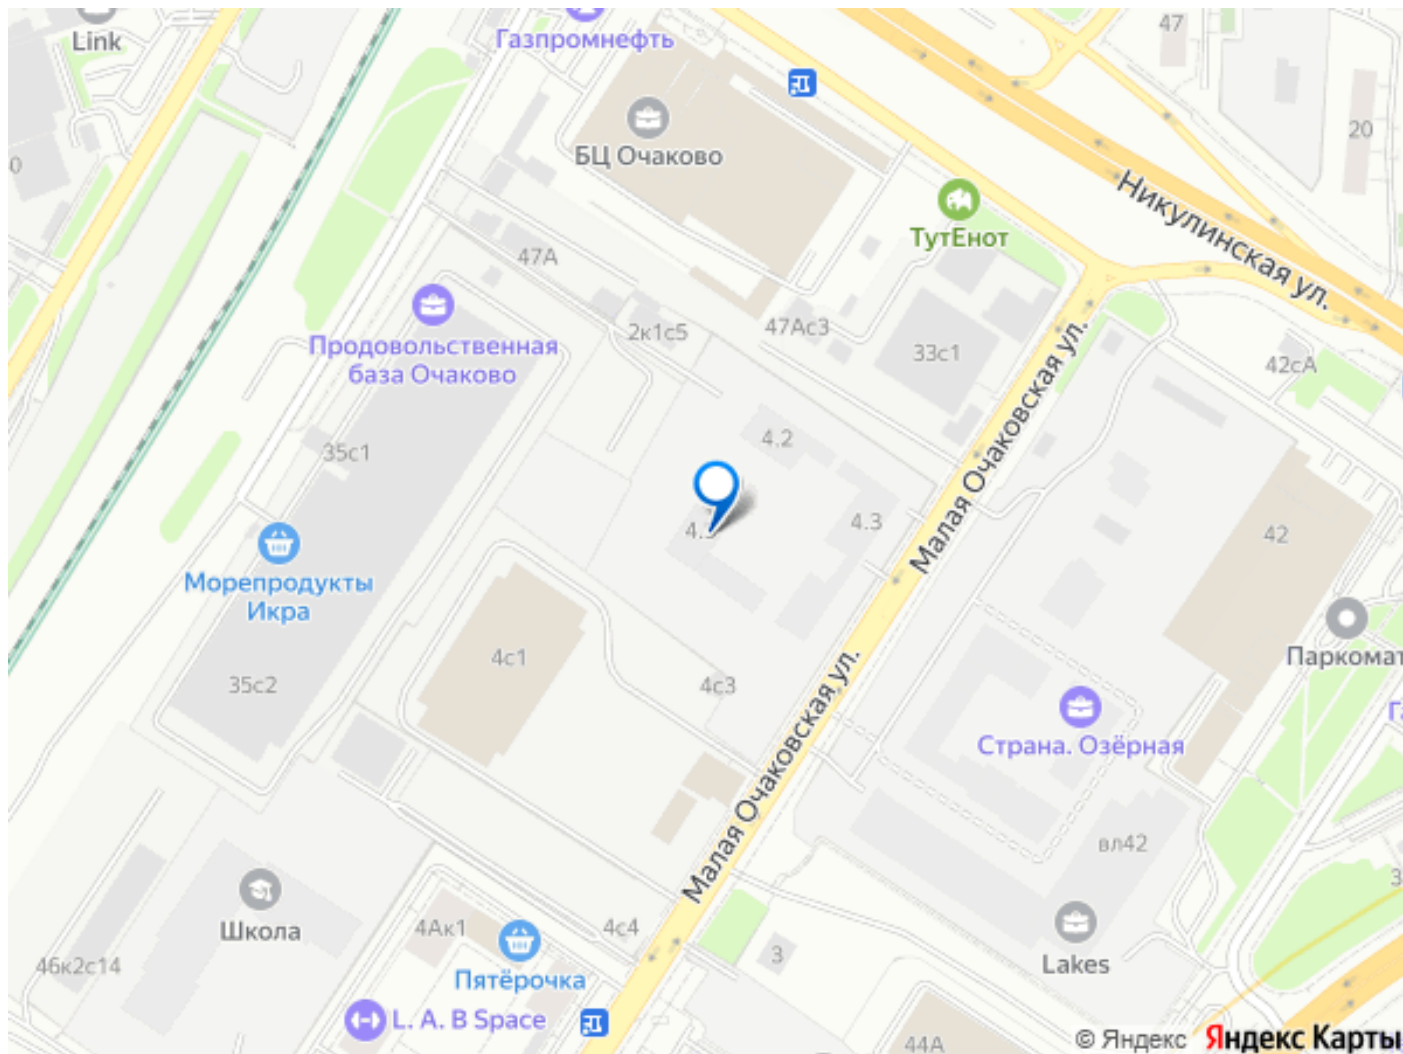 Link
Газпромнефть
47
20
БЦ Очаково
Никулинская ул.
ТутЕнот
47А
Продовольственная
база Очаково
2к1с5
47Ас3
33с1
42сА
Малая Очаковская ул.
35с1
4.2
4.3
42
Морепродукты
Икра
4с1
4с3
35с2
Паркомат
Страна. Озёрная
Малая Очаковская ул.
вл42
Школа
4Ак1
4с4
3
46к2с14
Пятёрочка
Lakes
L. A. B Space
44А
© Яндекс Яндекс Карты